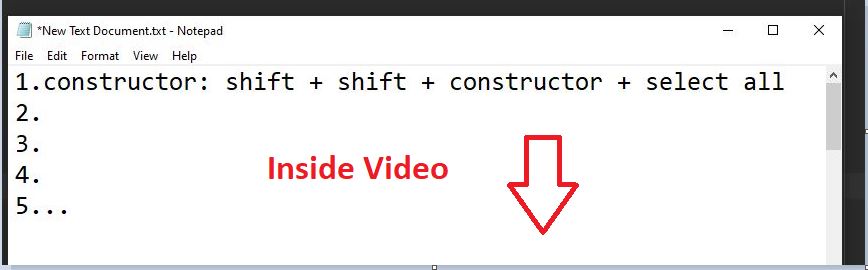 *New Text Document.txt - Notepad
File Edit Format View Help
1.constructor: shift + shift + constructor + select all
2.
3.
4.
5...
Inside Video